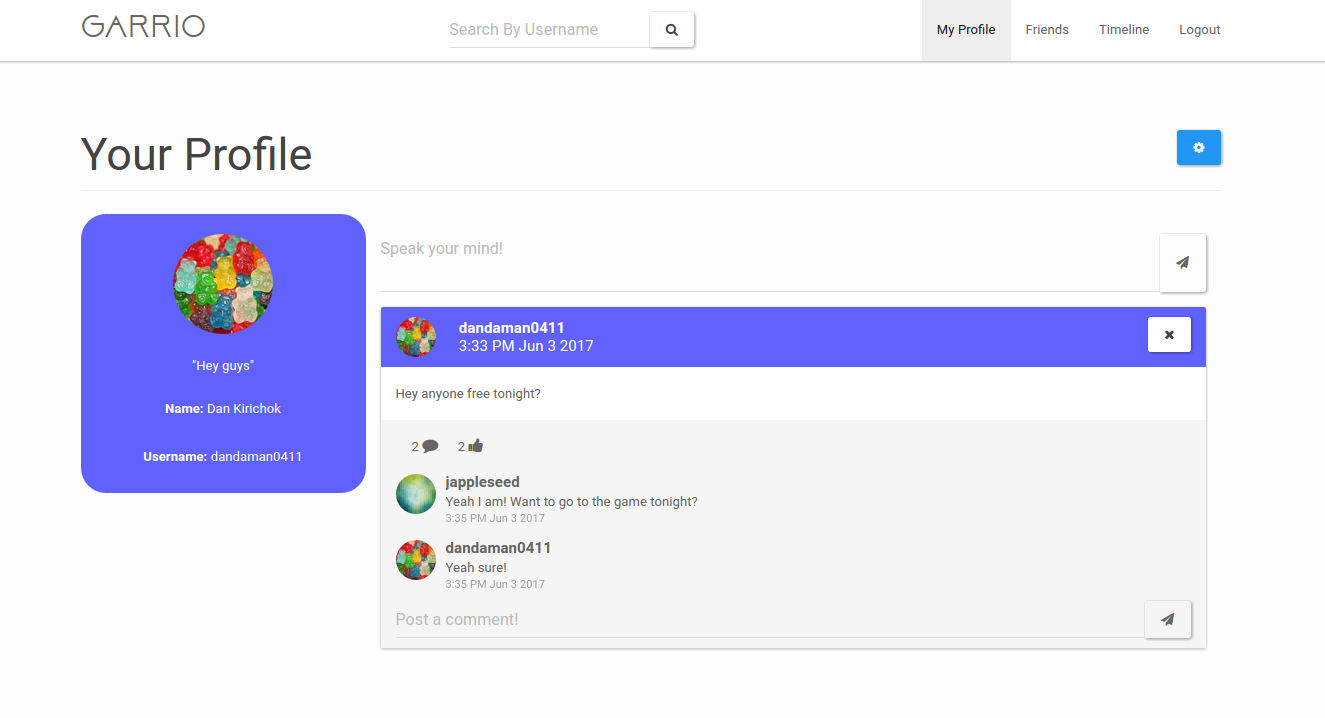 GARRIO
Search By Username
My Profile
Friends
Timeline
Logout
Your Profile
"Hey guys"
Name: Dan Kirichok
Username: dandaman0411
Speak your mind!
dandaman0411
3:33 PM Jun 3 2017
Hey anyone free tonight?
2
2
jappleseed
Yeah I am! Want to go to the game tonight?
3:35 PM Jun 3 2017
dandaman0411
Yeah sure!
3:35 PM Jun 3 2017
Post a comment!